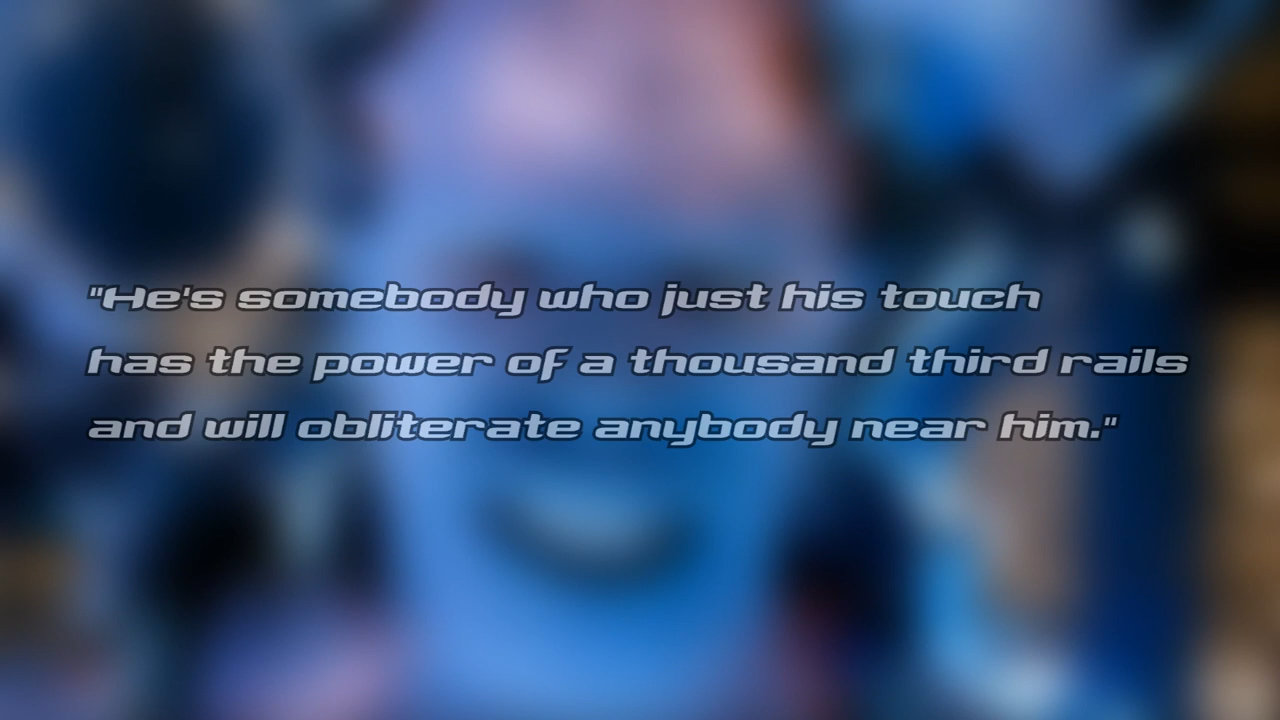 "He's somebody who just his touch
has the power of a thousand third rails
and will obliterate anybody near him."